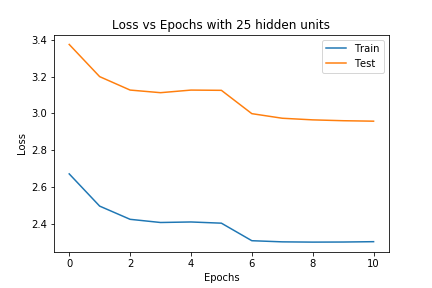 Loss vs Epochs with 25 hidden units
3.4
3.2
3.0
2.8
2.6
2.4
Loss
Train
Test
0 2 4 6 8 10
Epochs